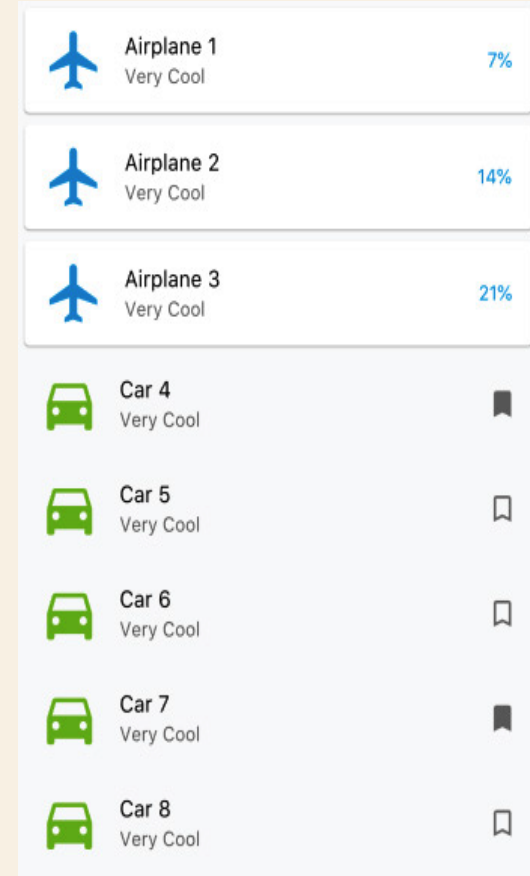 Airplane 1
Very Cool
7%
Airplane 2
Very Cool
14%
Airplane 3
Very Cool
21%
Car 4
Very Cool
Car 5
Very Cool
Car 6
Very Cool
Car 7
Very Cool
Car 8
Very Cool